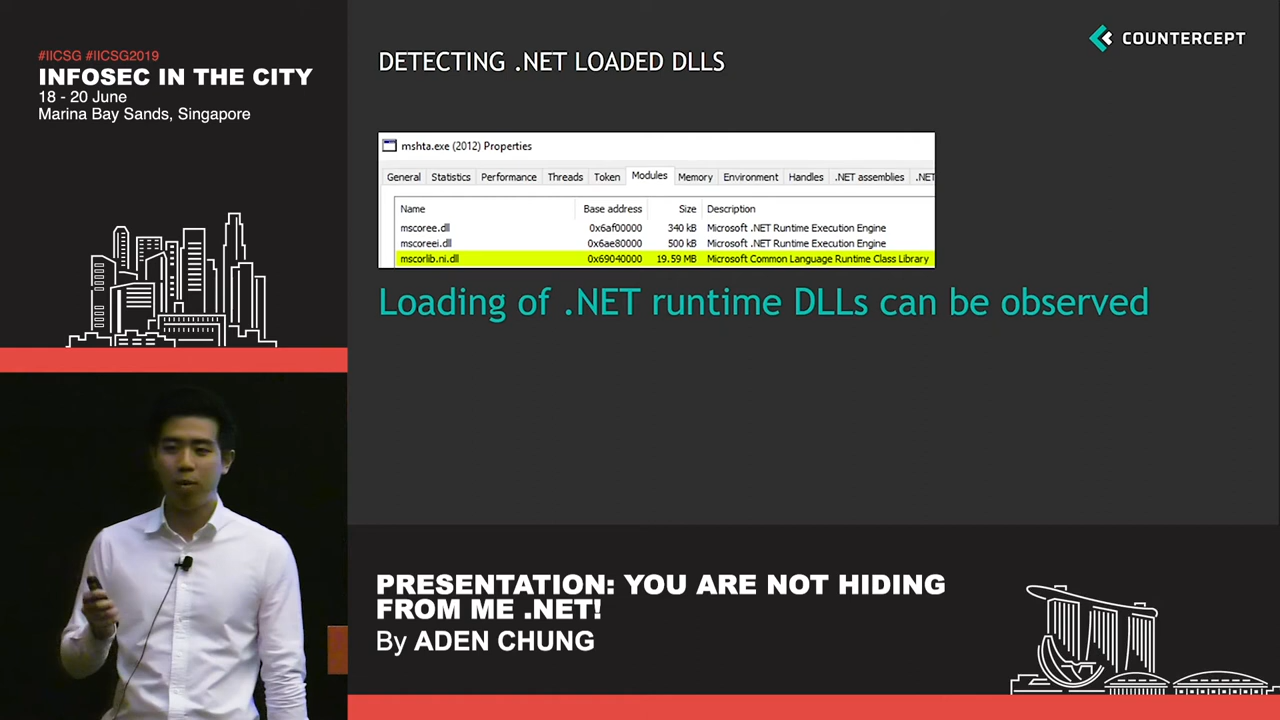 #IICSG #IICSG2019
INFOSEC IN THE CITY
18 - 20 June
Marina Bay Sands, Singapore
COUNTERCEPT
DETECTING .NET LOADED DLLS
mshta.exe (2012) Properties
General Statistics Performance Threads Token Modules Memory Environment Handles .NET assemblies .NET
Name Base address Size Description
mscoree.dll 0x6af00000 340 kB Microsoft .NET Runtime Execution Engine
mscoreei.dll 0x6ae80000 500 kB Microsoft .NET Runtime Execution Engine
mscorlib.ni.dll 0x69040000 19.59 MB Microsoft Common Language Runtime Class Library
Loading of .NET runtime DLLs can be observed
PRESENTATION: YOU ARE NOT HIDING
FROM ME .NET!
By ADEN CHUNG